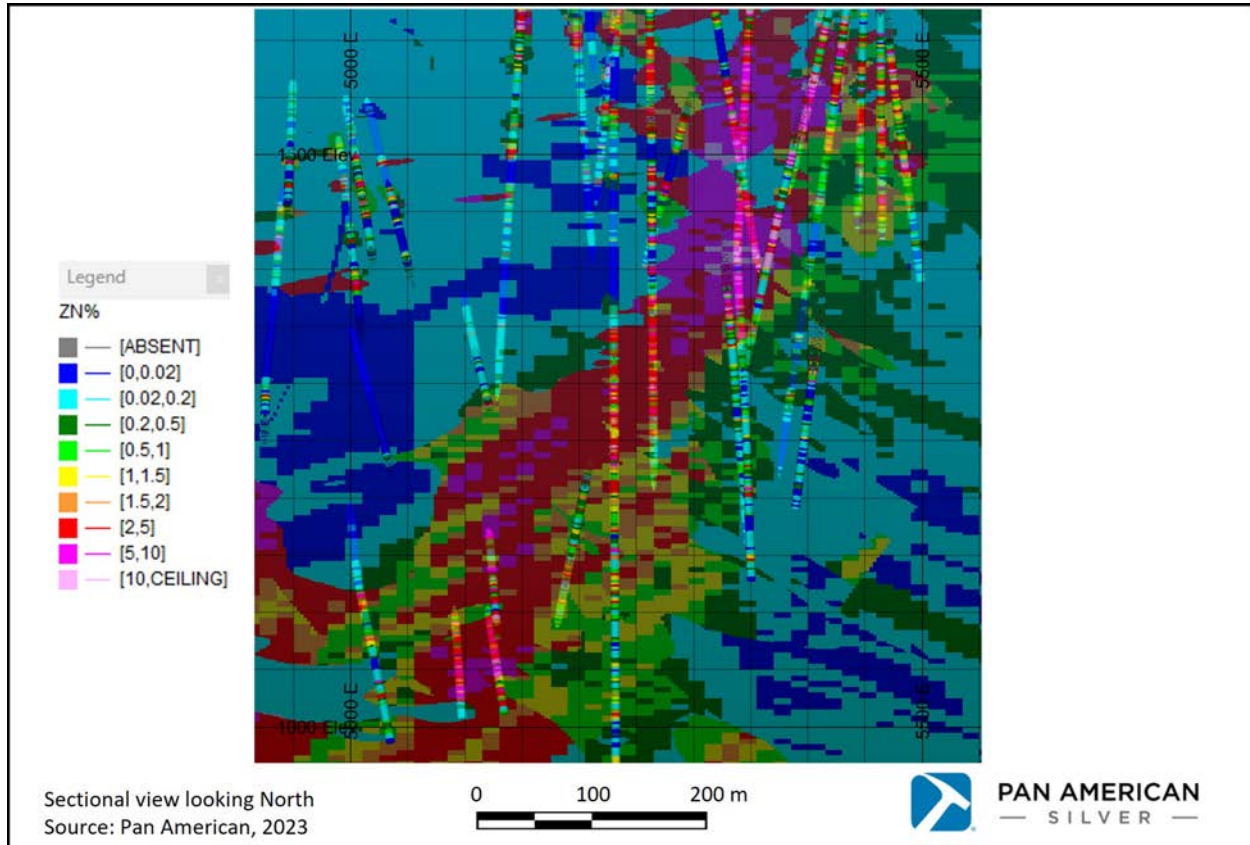 5000 E
5500 E
1500 Elev
Legend
x
ZN%
[ABSENT]
[0,0.02]
[0.02,0.2]
[0.2,0.5]
[0.5,1]
[1,1.5]
[1.5,2]
[2,5]
[5,10]
[10,CEILING]
1000 Elev
5000 E
5500 E
Sectional view looking North
Source: Pan American, 2023
0 100 200 m
PAN AMERICAN
— SILVER —